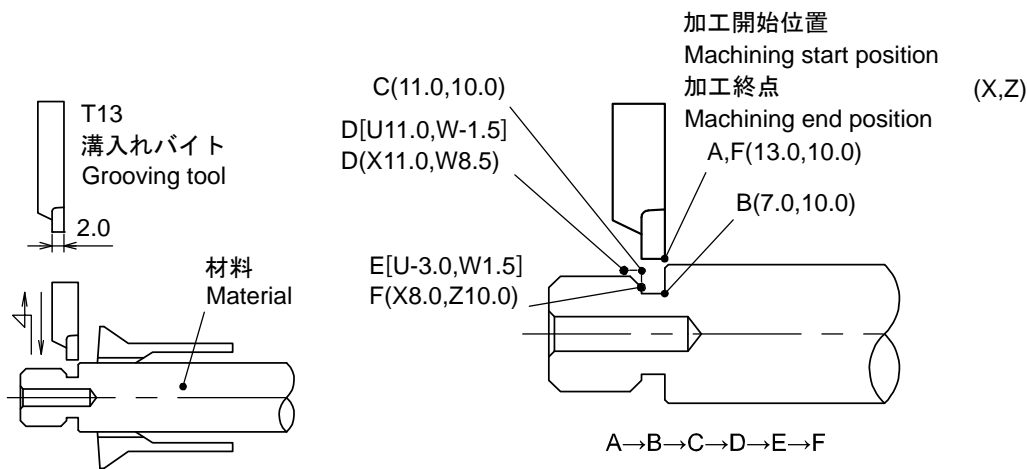 T13
溝入れバイト
Grooving tool
2.0
材料
Material
加工開始位置
Machining start position
加工終点
Machining end position
(X,Z)
A,F(13.0,10.0)
C(11.0,10.0)
D[U11.0,W-1.5]
D(X11.0,W8.5)
B(7.0,10.0)
E[U-3.0,W1.5]
F(X8.0,Z10.0)
A→B→C→D→E→F